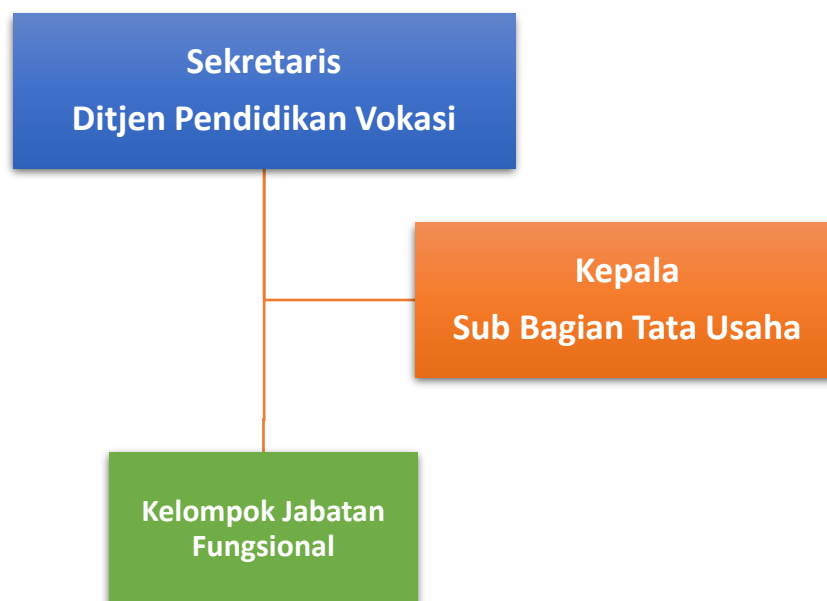 Sekretaris
Ditjen Pendidikan Vokasi
Kepala
Sub Bagian Tata Usaha
Kelompok Jabatan
Fungsional